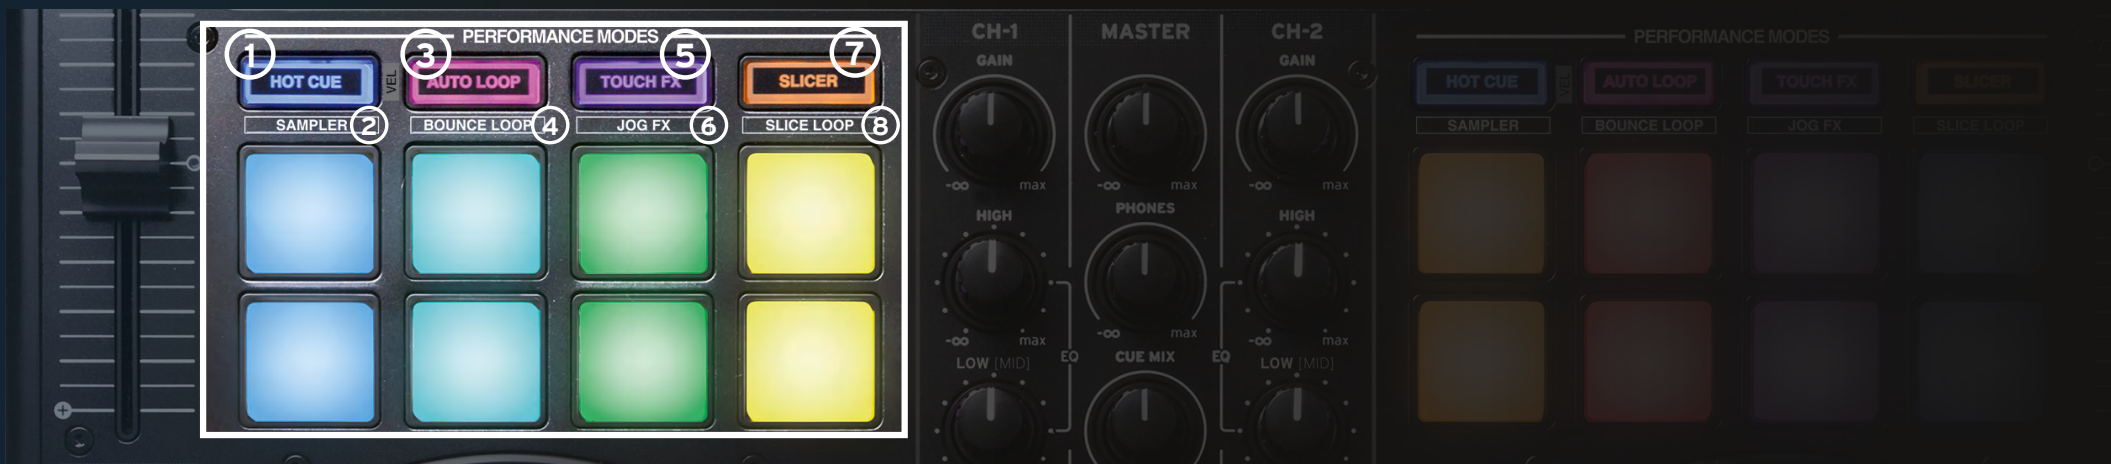 PERFORMANCE MODES
1 3 5 7
HOT CUE VEL AUTO LOOP TOUCH FX SLICER
SAMPLER 2 BOUNCE LOOP 4 JOG FX 6 SLICE LOOP 8
CH-1 MASTER CH-2
GAIN GAIN
-∞ max -∞ max -∞ max
HIGH PHONES HIGH
-∞ max -∞ max -∞ max
LOW [MID] EQ CUE MIX EQ LOW [MID]
PERFORMANCE MODES
HOT CUE VEL AUTO LOOP TOUCH FX SLICER
SAMPLER BOUNCE LOOP JOG FX SLICE LOOP
+